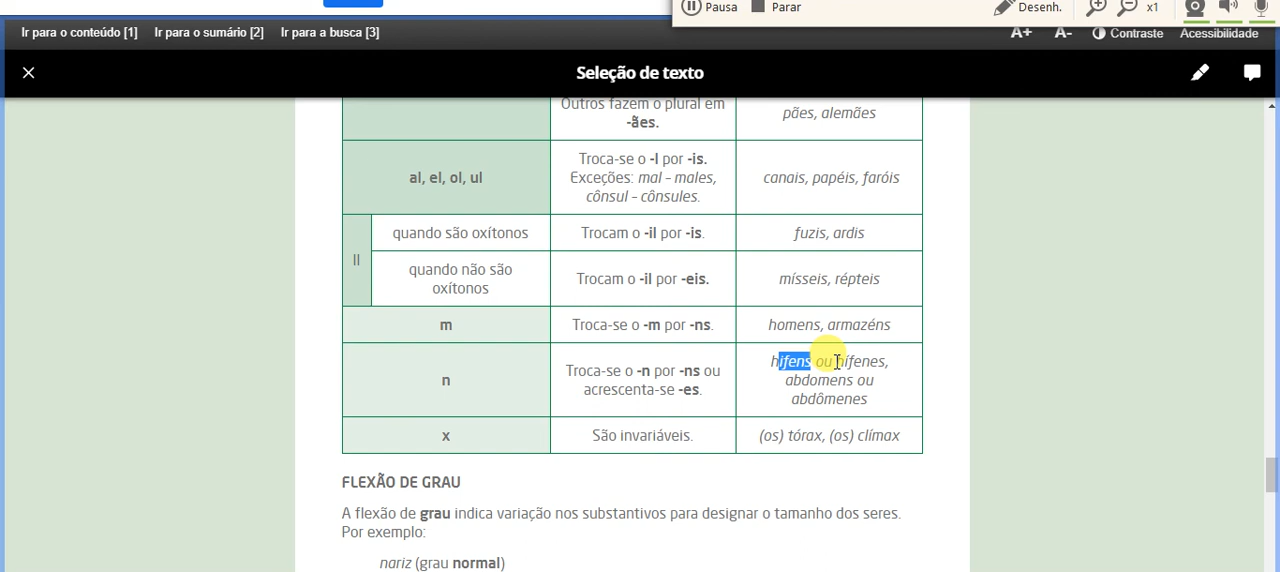 Pausa Parar Desenh. x1
Ir para o conteúdo [1] Ir para o sumário [2] Ir para a busca [3] A+ A- Contraste Acessibilidade
Seleção de texto
Outros fazem o plural em
-ães.
pães, alemães
al, el, ol, ul
Troca-se o -l por -is.
Exceções: mal – males,
cônsul – cônsules.
canais, papéis, faróis
II
quando são oxítonos
Trocam o -il por -is.
fuzis, ardis
quando não são
oxítonos
Trocam o -il por -eis.
mísseis, répteis
m
Troca-se o -m por -ns.
homens, armazéns
n
Troca-se o -n por -ns ou
acrescenta-se -es.
hifens ou hífenes,
abdomens ou
abdômenes
x
São invariáveis.
(os) tórax, (os) clímax
FLEXÃO DE GRAU
A flexão de grau indica variação nos substantivos para designar o tamanho dos seres.
Por exemplo:
nariz (grau normal)